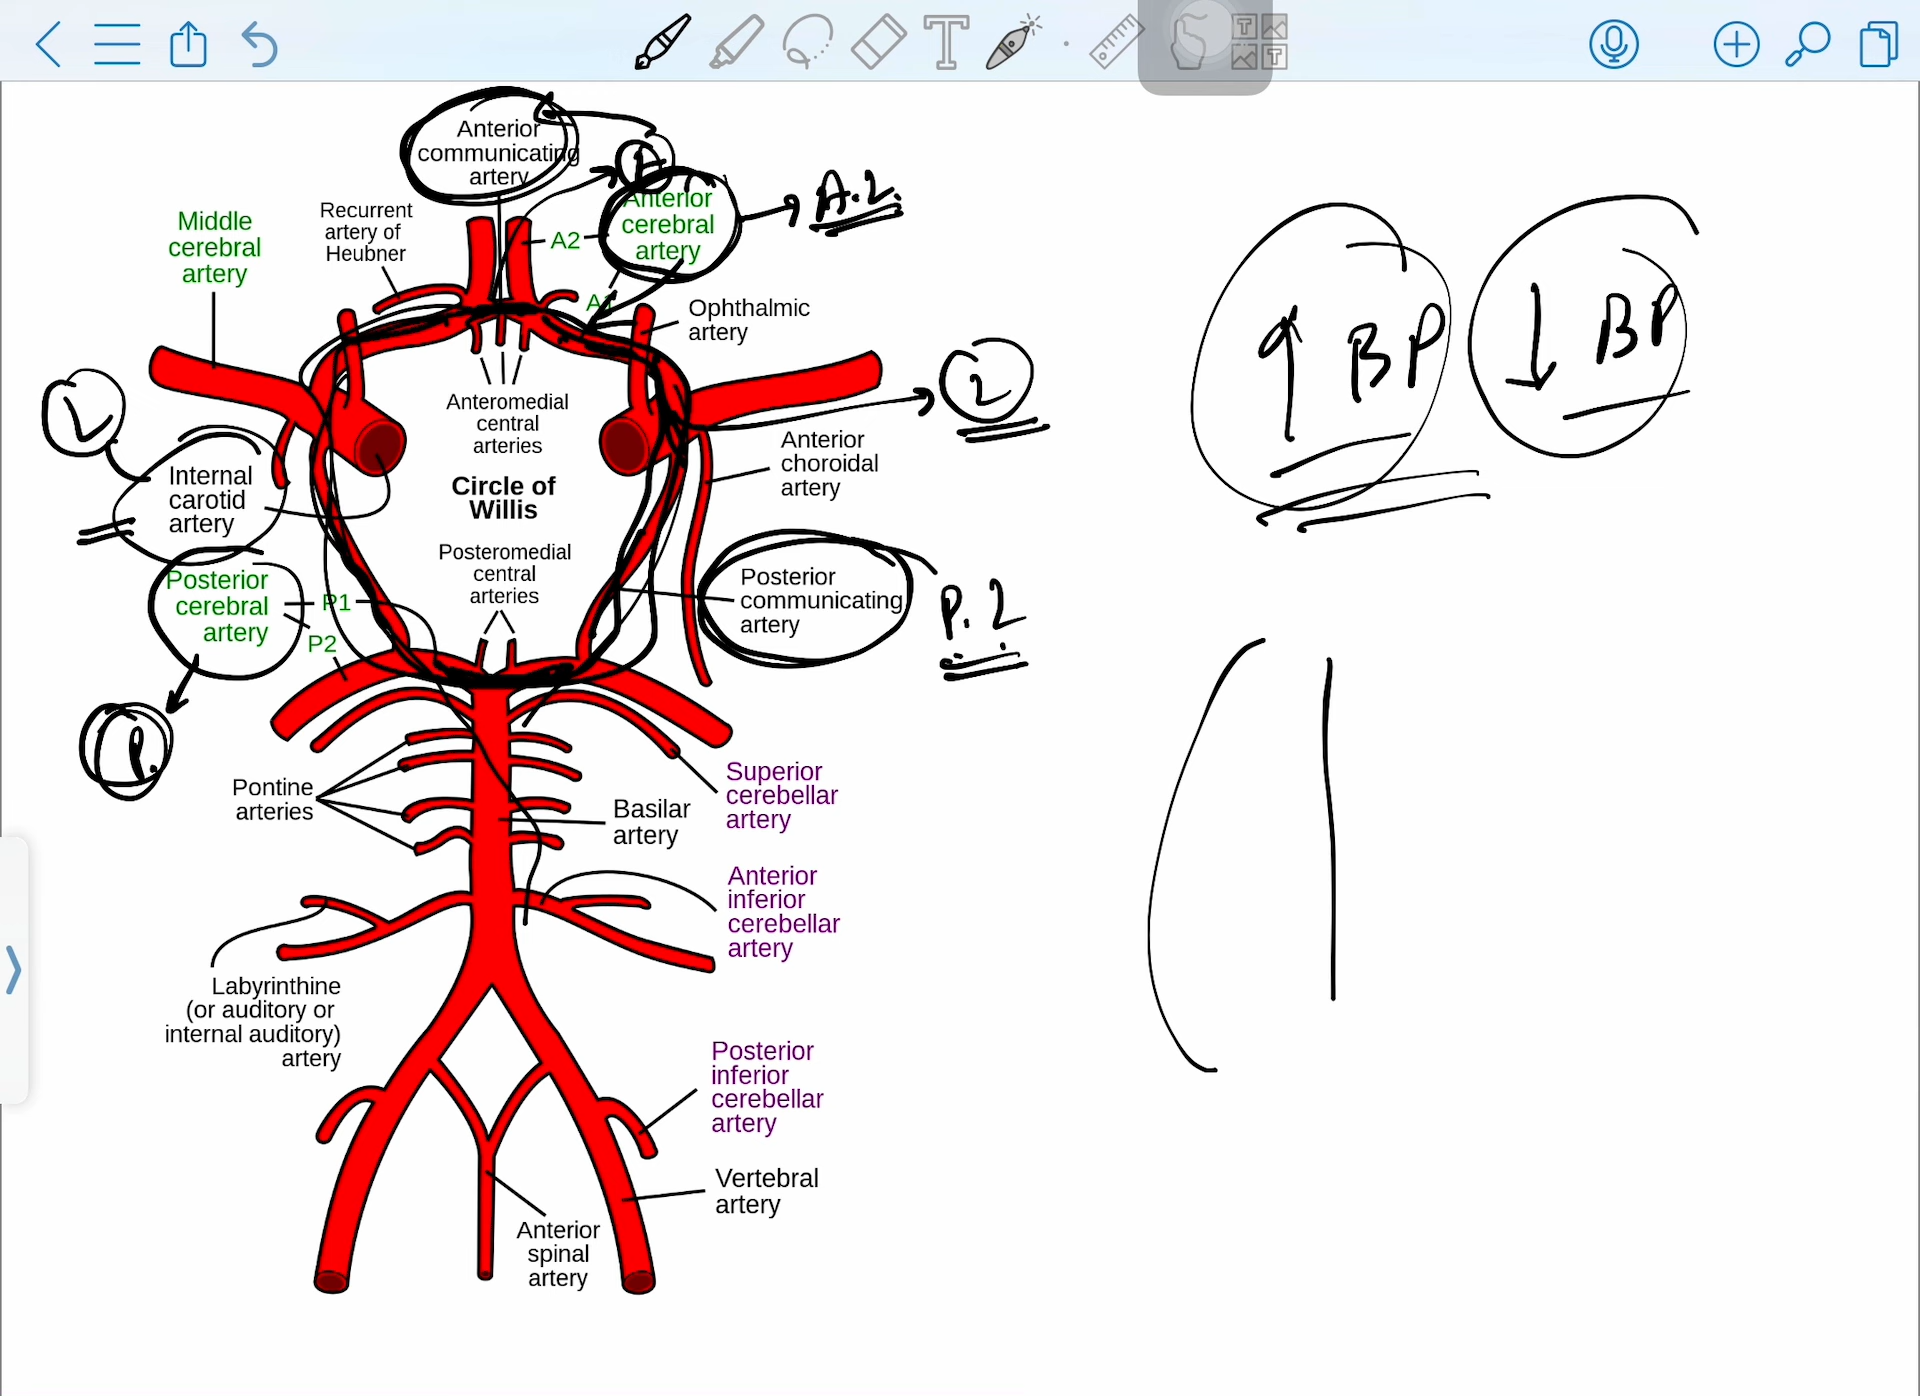 Anterior
communicating
artery
A
Anterior
cerebral
artery
A.2.
Middle
cerebral
artery
Recurrent
artery of
Heubner
A2
A1
Ophthalmic
artery
↑ BP
↓ BP
2
Anteromedial
central
arteries
Anterior
choroidal
artery
Internal
carotid
artery
Circle of
Willis
Posteromedial
central
arteries
Posterior
communicating
artery
P. 2
Posterior
cerebral
artery
P1
P2
Pontine
arteries
Basilar
artery
Superior
cerebellar
artery
Anterior
inferior
cerebellar
artery
Labyrinthine
(or auditory or
internal auditory)
artery
Posterior
inferior
cerebellar
artery
Vertebral
artery
Anterior
spinal
artery